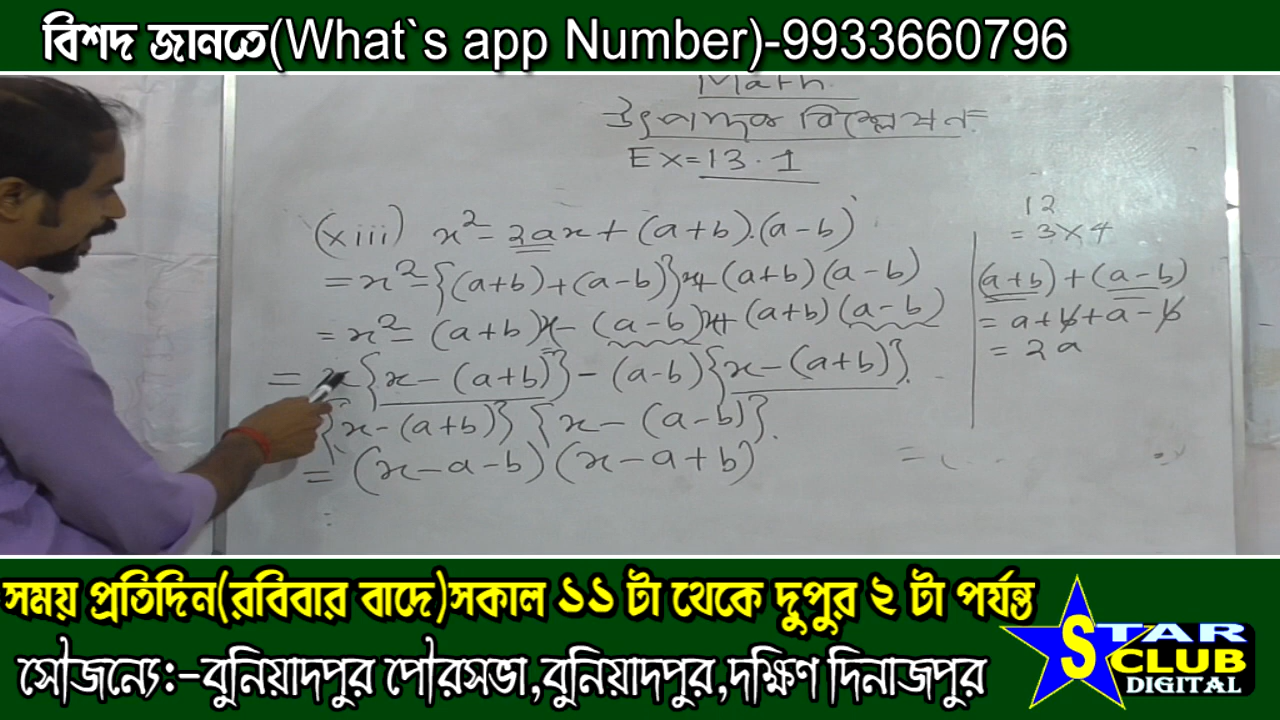 বিশদ জানতে(What`s app Number)-9933660796
Math
উৎপাদক বিশ্লেষণ
Ex=13.1
(xiii) x²-2ax+(a+b).(a-b)
=x²-{(a+b)+(a-b)}x+(a+b)(a-b)
=x²-(a+b)x-(a-b)x+(a+b)(a-b)
=x{x-(a+b)}-(a-b){x-(a+b)}.
{x-(a+b)}{x-(a-b)}.
=(x-a-b)(x-a+b)
12
=3×4
(a+b)+(a-b)
=a+b+a-b
=2a
সময় প্রতিদিন(রবিবার বাদে)সকাল ১১ টা থেকে দুপুর ২ টা পর্যন্ত
সৌজন্যে:-বুনিয়াদপুর পৌরসভা,বুনিয়াদপুর,দক্ষিণ দিনাজপুর
STAR
CLUB
DIGITAL